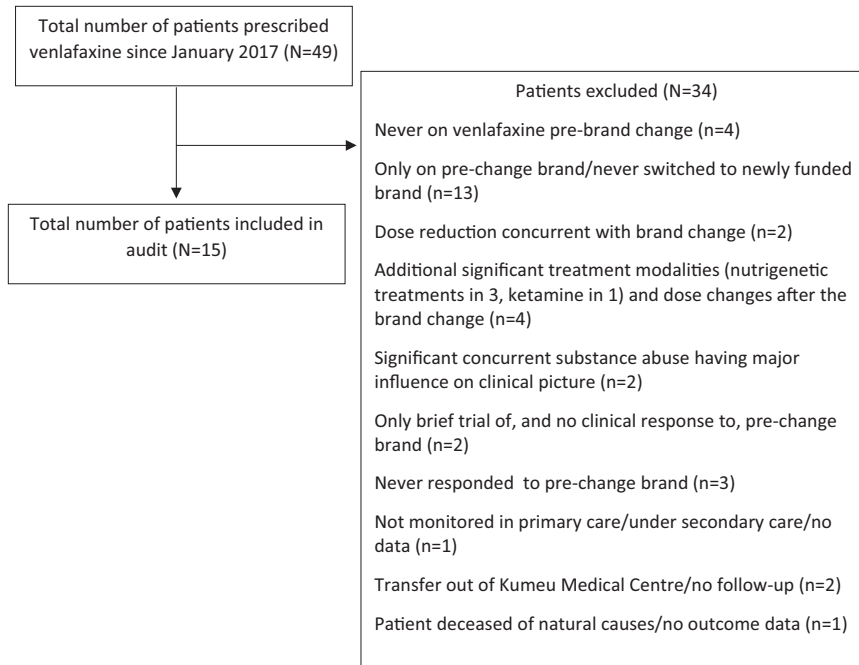 Total number of patients prescribed
venlafaxine since January 2017 (N=49)
Patients excluded (N=34)
Never on venlafaxine pre-brand change (n=4)
Only on pre-change brand/never switched to newly funded
brand (n=13)
Dose reduction concurrent with brand change (n=2)
Additional significant treatment modalities (nutrigenetic
treatments in 3, ketamine in 1) and dose changes after the
brand change (n=4)
Significant concurrent substance abuse having major
influence on clinical picture (n=2)
Only brief trial of, and no clinical response to, pre-change
brand (n=2)
Never responded to pre-change brand (n=3)
Not monitored in primary care/under secondary care/no
data (n=1)
Transfer out of Kumeu Medical Centre/no follow-up (n=2)
Patient deceased of natural causes/no outcome data (n=1)
Total number of patients included in
audit (N=15)